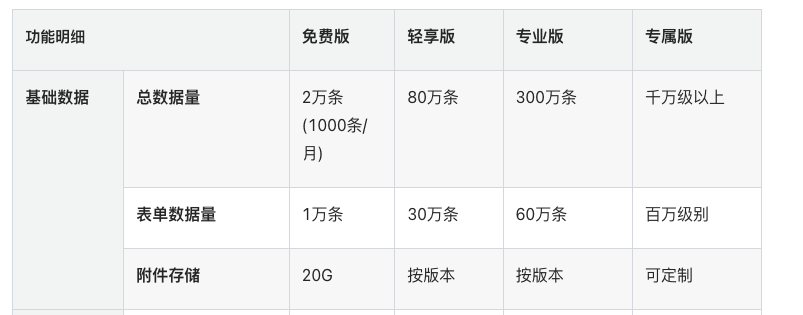 功能明细 免费版 轻享版 专业版 专属版
基础数据 总数据量 2万条 80万条 300万条 千万级以上
(1000条/
月)
表单数据量 1万条 30万条 60万条 百万级别
附件存储 20G 按版本 按版本 可定制